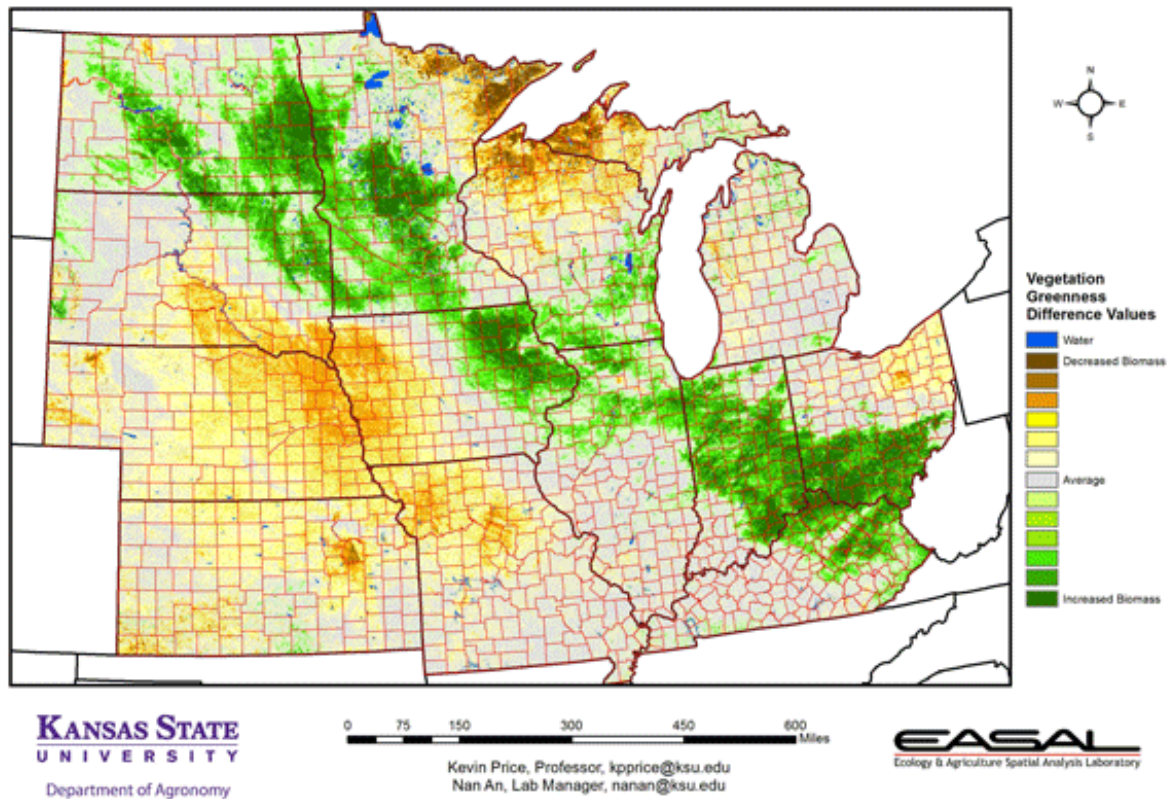 N
W E
S
Vegetation
Greenness
Difference Values
Water
Decreased Biomass
Average
Increased Biomass
KANSAS STATE
UNIVERSITY
Department of Agronomy
0 75 150 300 450 600
Miles
Kevin Price, Professor, kpprice@ksu.edu
Nan An, Lab Manager, nanan@ksu.edu
EASAL
Ecology & Agriculture Spatial Analysis Laboratory